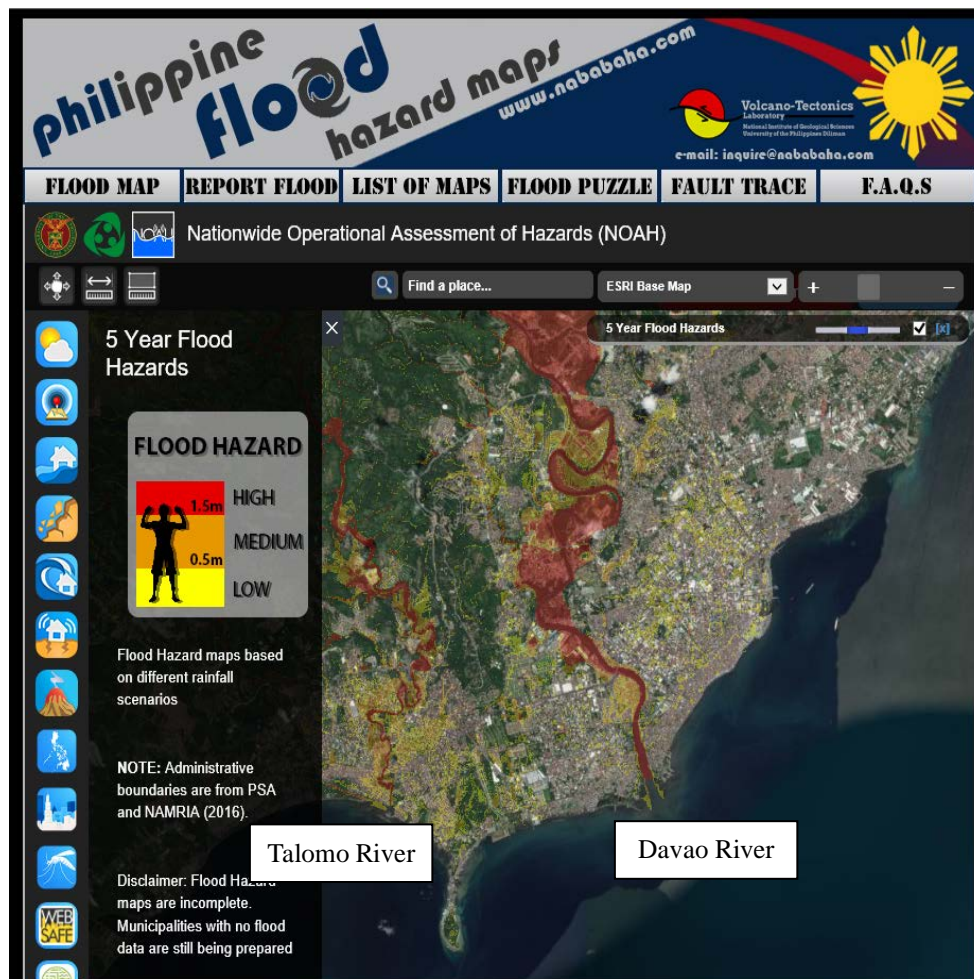 philippine
flood
hazard maps
www.nababaha.com
Volcano-Tectonics
Laboratory
National Institute of Geological Sciences
University of the Philippines Diliman
e-mail: inquire@nababaha.com
FLOOD MAP REPORT FLOOD LIST OF MAPS FLOOD PUZZLE FAULT TRACE F.A.Q.S
NOAH Nationwide Operational Assessment of Hazards (NOAH)
Find a place... ESRI Base Map + −
5 Year Flood Hazards [x]
5 Year Flood
Hazards
FLOOD HAZARD
1.5m HIGH
MEDIUM
0.5m
LOW
Flood Hazard maps based
on different rainfall
scenarios
NOTE: Administrative
boundaries are from PSA
and NAMRIA (2016).
Talomo River
Davao River
Disclaimer: Flood Hazard
maps are incomplete.
Municipalities with no flood
data are still being prepared
WEB
SAFE